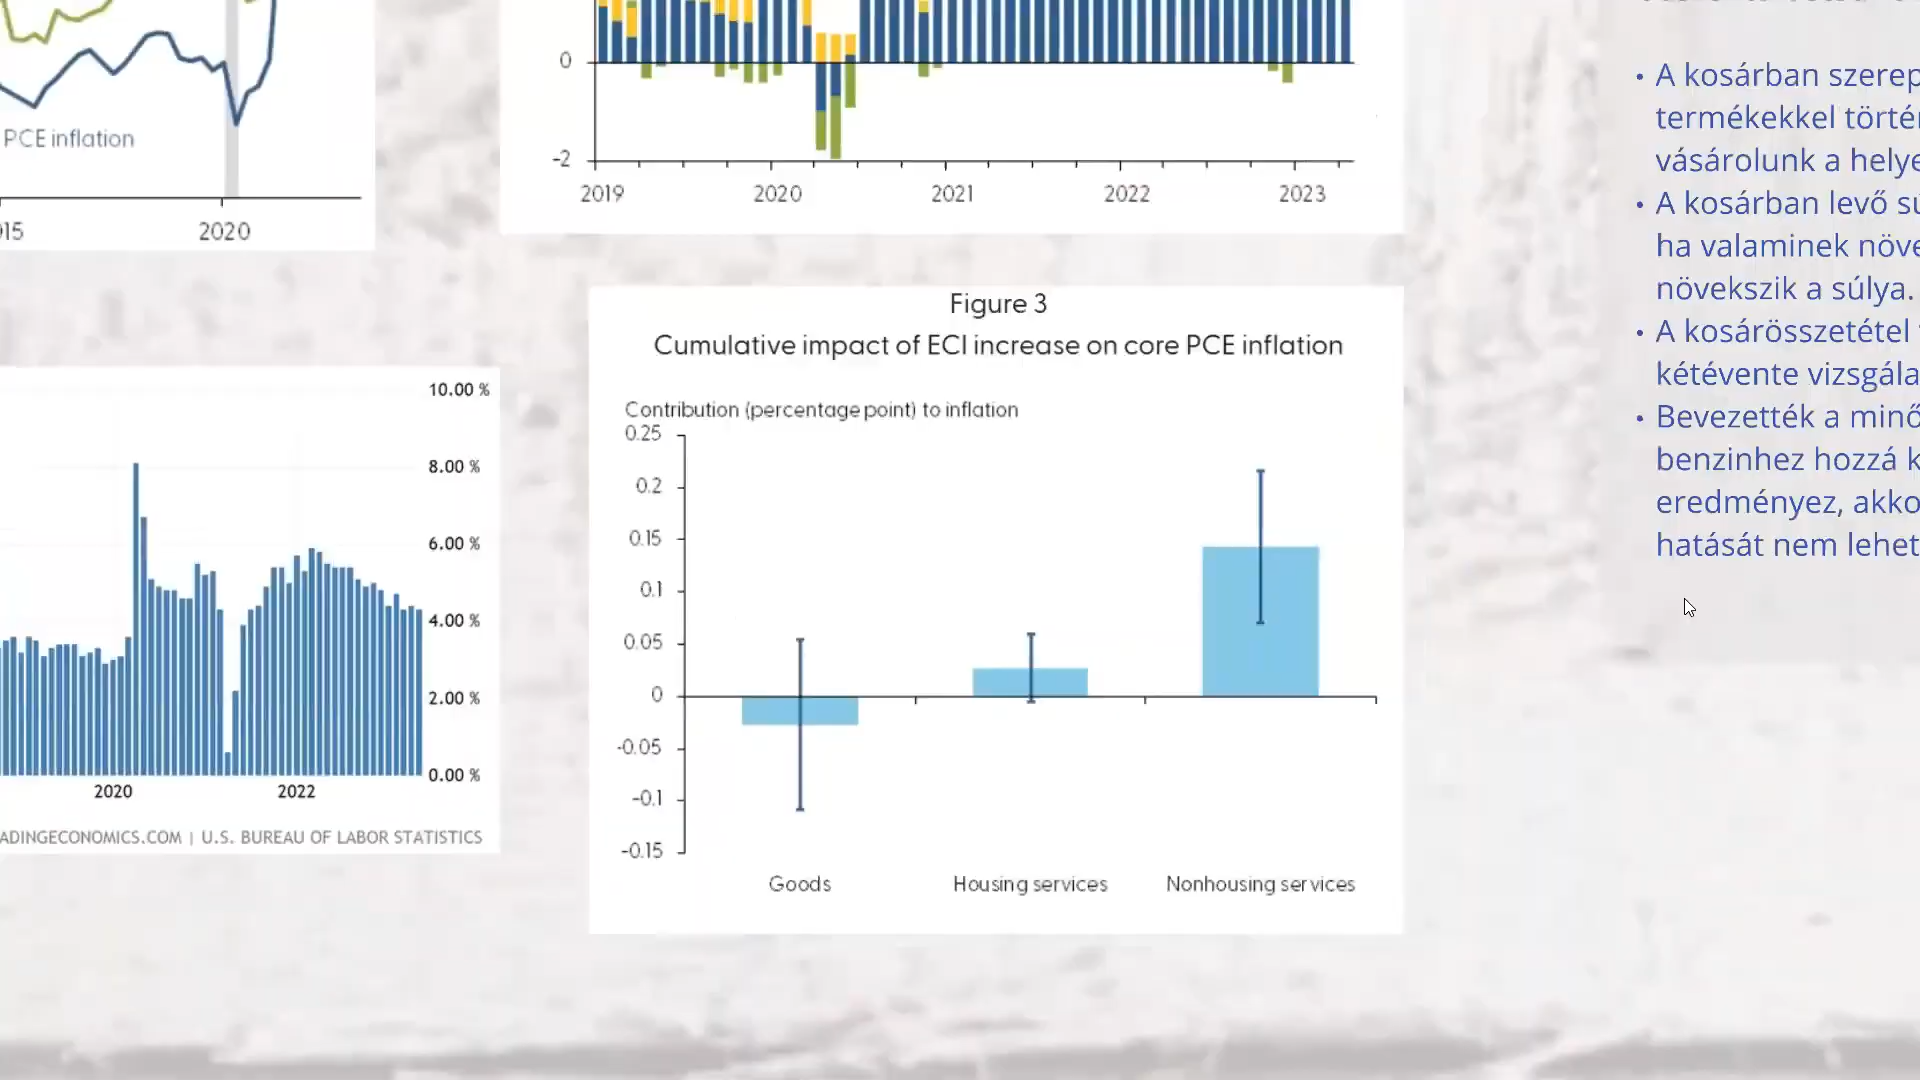 PCE inflation
2020
0
-2
2019
2020
2021
2022
2023
10.00 %
8.00 %
6.00 %
4.00 %
2.00 %
0.00 %
2020
2022
U.S. BUREAU OF LABOR STATISTICS
Figure 3
Cumulative impact of ECI increase on core PCE inflation
Contribution (percentage point) to inflation
0.25
0.2
0.15
0.1
0.05
0
-0.05
-0.1
-0.15
Goods
Housing services
Nonhousing services
• A kosárban
termékekkel
vásárolunk a
• A kosárban levő
ha valaminek
növekszik a súlya.
• A kosárösszetétel
kétévente
• Bevezették a
benzinhez hozzá
eredményez,
hatását nem